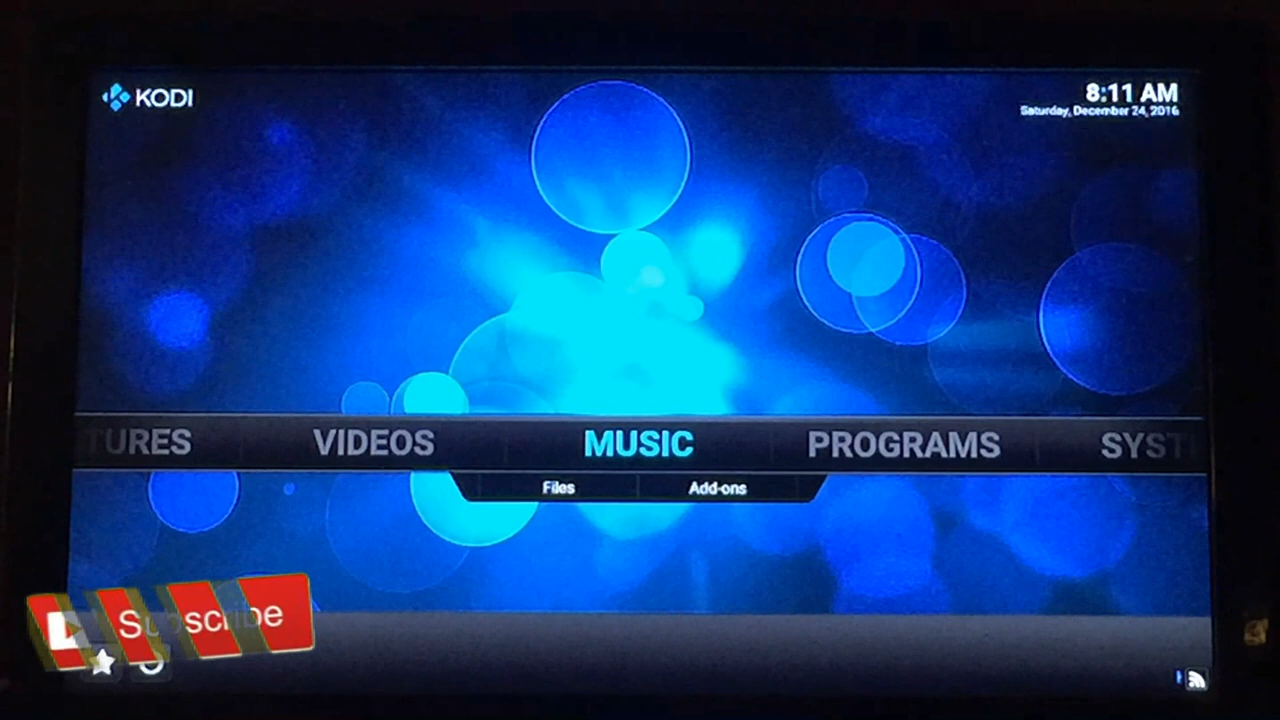 KODI
8:11 AM
Saturday, December 24, 2016
TURES VIDEOS MUSIC PROGRAMS SYST
Files Add-ons
Subscribe